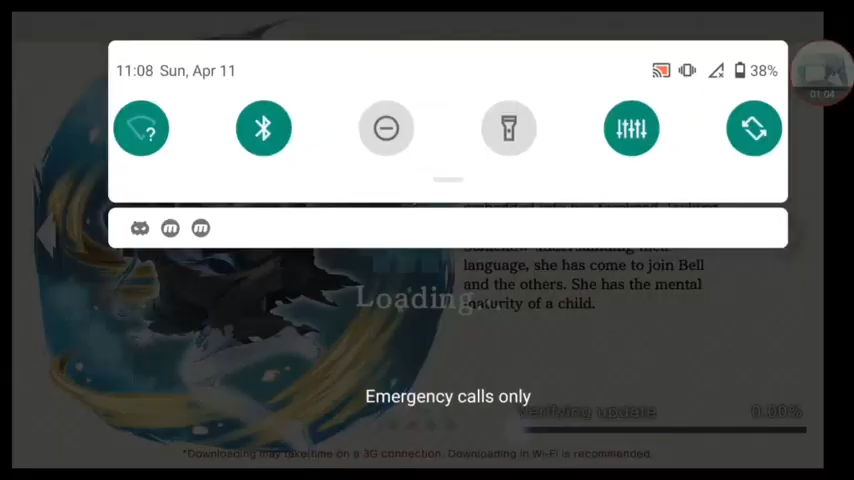 11:08 Sun, Apr 11
38%
01:04
language, she has come to join Bell
and the others. She has the mental
maturity of a child.
Loading...
Emergency calls only
Verifying update 0.00%
*Downloading may take time on a 3G connection. Downloading in Wi-Fi is recommended.